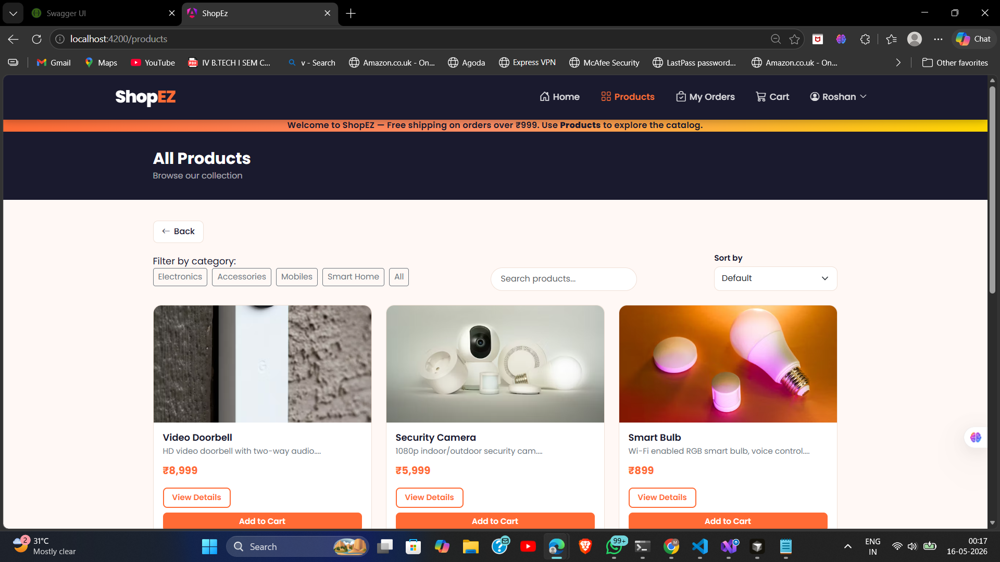 Swagger UI
ShopEz
localhost:4200/products
Chat
Gmail
Maps
YouTube
IV B.TECH I SEM C...
v - Search
Amazon.co.uk - On...
Agoda
Express VPN
McAfee Security
LastPass password...
Amazon.co.uk - On...
Other favorites
ShopEZ
Home
Products
My Orders
Cart
Roshan
Welcome to ShopEZ — Free shipping on orders over ₹999. Use Products to explore the catalog.
All Products
Browse our collection
← Back
Filter by category:
Electronics
Accessories
Mobiles
Smart Home
All
Search products...
Sort by
Default
Video Doorbell
HD video doorbell with two-way audio....
₹8,999
View Details
Add to Cart
Security Camera
1080p indoor/outdoor security cam....
₹5,999
View Details
Add to Cart
Smart Bulb
Wi-Fi enabled RGB smart bulb, voice control....
₹899
View Details
Add to Cart
2
31°C
Mostly clear
Search
99+
M
ENG
IN
00:17
16-05-2026